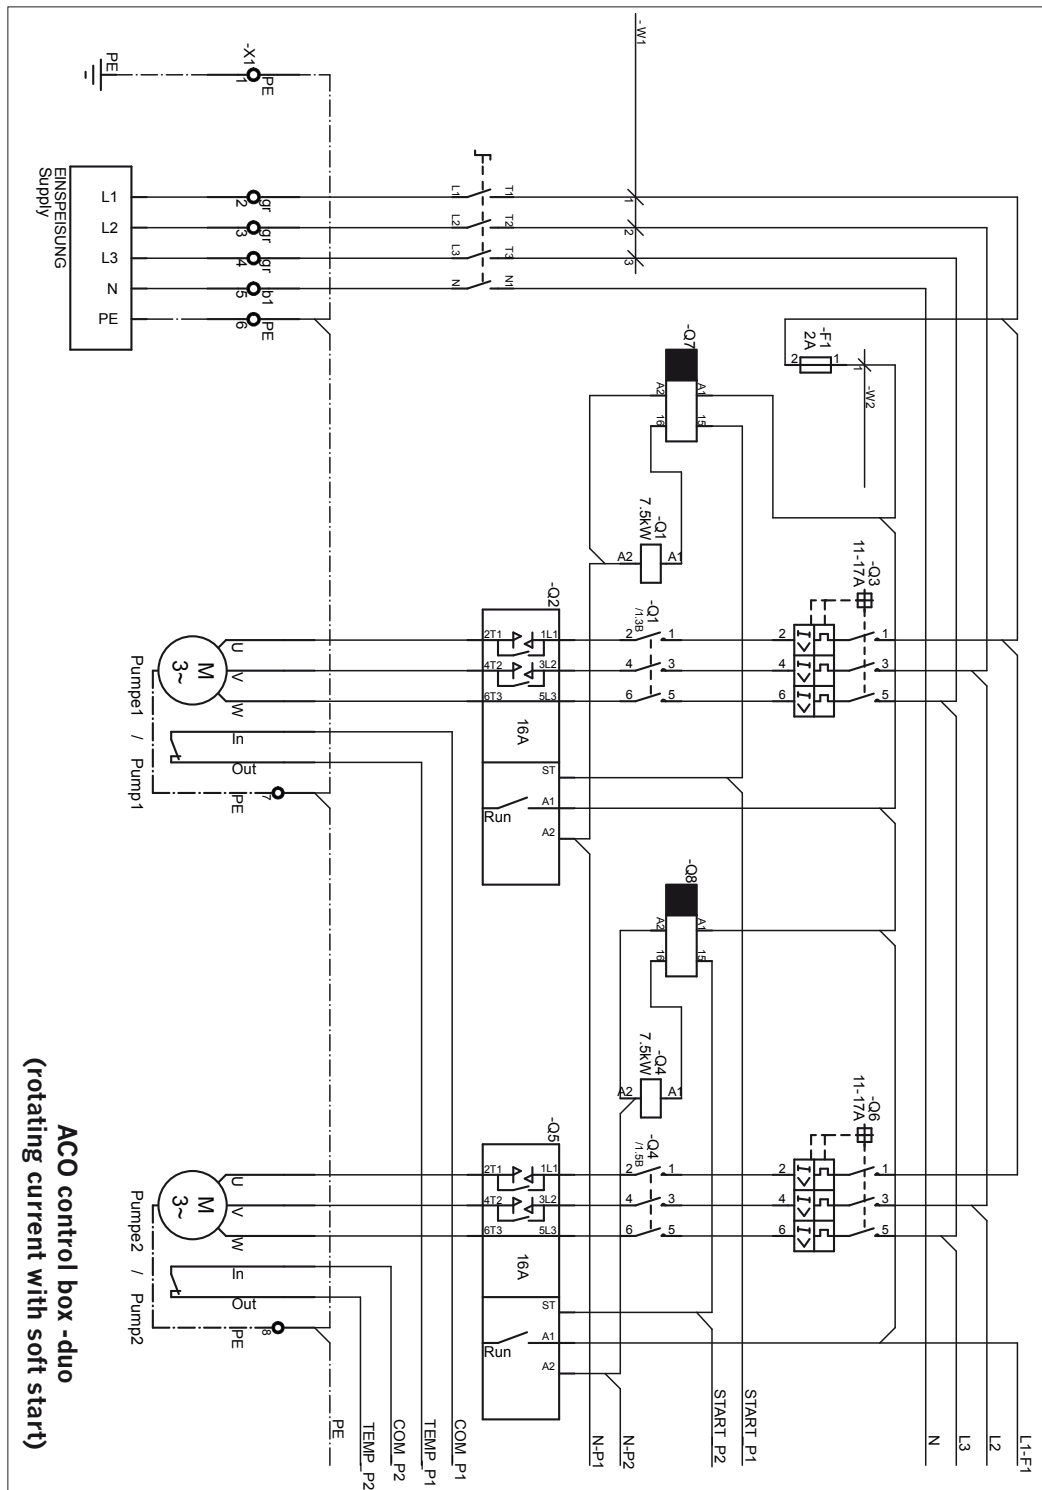 -W1
PE
-X1
1
PE
EINSPEISUNG
Supply
L1
L2
L3
N
PE
2
gr
3
gr
4
gr
5
b1
6
PE
L1
T1
L2
T2
L3
T3
N
N1
1
2
3
-F1
2A
2
1
1
-W2
-Q7
A2
A1
16
15
-Q1
7.5kW
A2
A1
-Q3
11-17A
-Q2
-Q1
/1.3B
2T1
1L1
2
1
2
I>
1
4T2
3L2
4
3
4
I>
3
6T3
5L3
6
5
6
I>
5
16A
ST
A1
Run
A2
M
3~
U
V
W
Pumpe1 / Pump1
In
Out
PE
7
-Q8
A2
A1
16
15
-Q4
7.5kW
A2
A1
-Q6
11-17A
-Q5
-Q4
/1.5B
2T1
1L1
2
1
2
I>
1
4T2
3L2
4
3
4
I>
3
6T3
5L3
6
5
6
I>
5
16A
ST
A1
Run
A2
M
3~
U
V
W
Pumpe2 / Pump2
In
Out
PE
8
PE
TEMP_P2
COM_P2
TEMP_P1
COM_P1
N-P1
N-P2
START_P2
START_P1
N
L3
L2
L1-F1
ACO control box -duo
(rotating current with soft start)